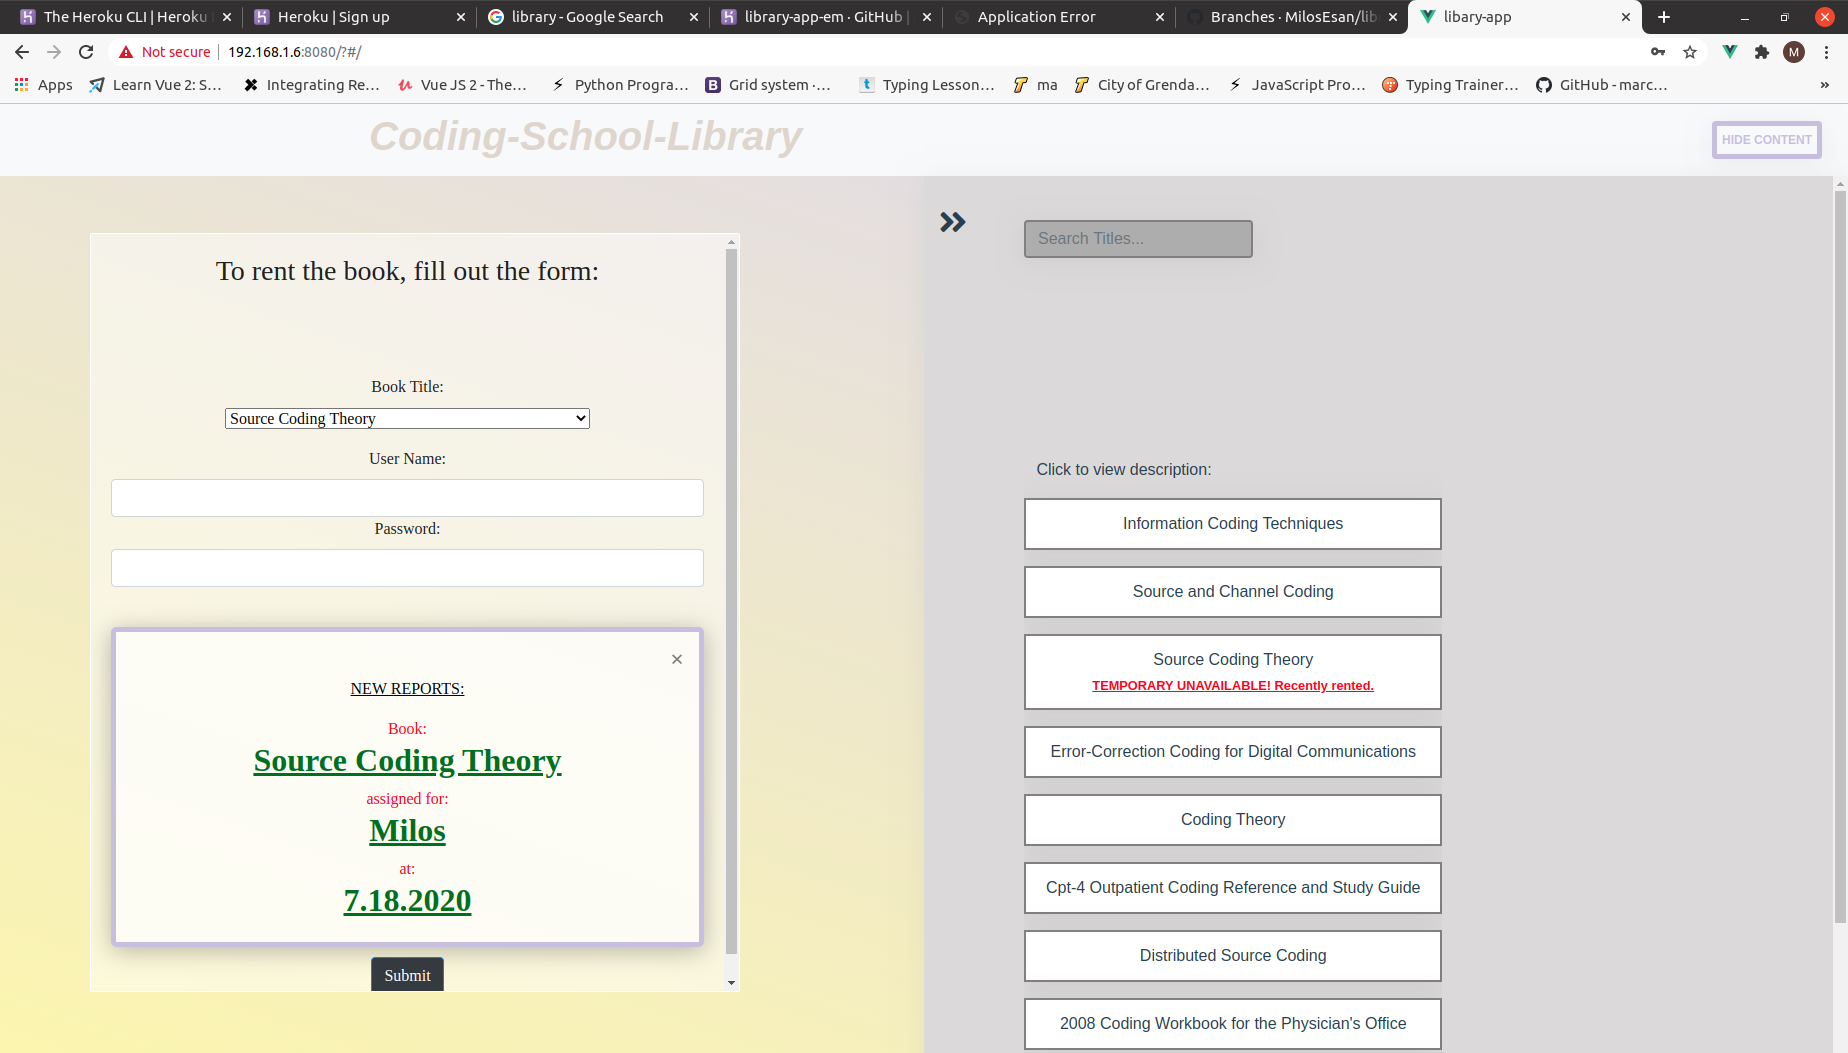 The Heroku CLI | Heroku
Heroku | Sign up
library - Google Search
library-app-em · GitHub |
Application Error
Branches · MilosEsan/lib
libary-app
Not secure
192.168.1.6:8080/?#/
M
Apps
Learn Vue 2: S...
Integrating Re...
Vue JS 2 - The...
Python Progra...
B
Grid system ·...
t
Typing Lesson...
ma
City of Grenda...
JavaScript Pro...
Typing Trainer...
GitHub - marc...
»
Coding-School-Library
HIDE CONTENT
To rent the book, fill out the form:
Book Title:
Source Coding Theory
User Name:
Password:
NEW REPORTS:
Book:
Source Coding Theory
assigned for:
Milos
at:
7.18.2020
Submit
Search Titles...
Click to view description:
Information Coding Techniques
Source and Channel Coding
Source Coding Theory
TEMPORARY UNAVAILABLE! Recently rented.
Error-Correction Coding for Digital Communications
Coding Theory
Cpt-4 Outpatient Coding Reference and Study Guide
Distributed Source Coding
2008 Coding Workbook for the Physician's Office